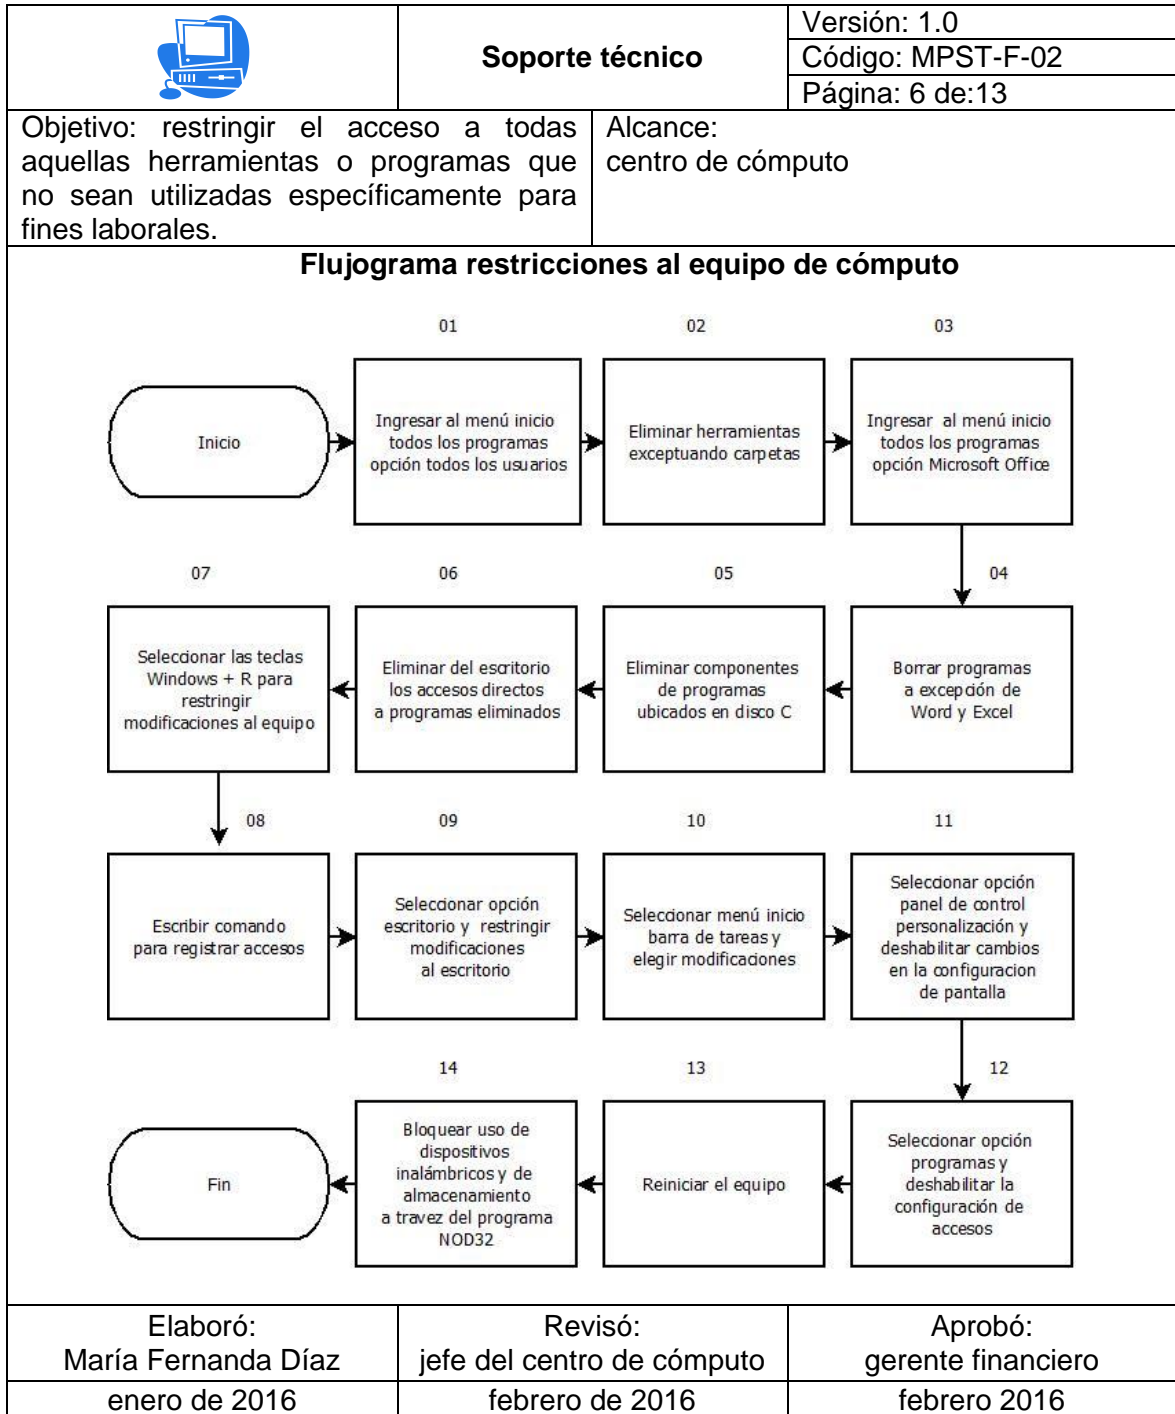 Soporte técnico
Versión: 1.0
Código: MPST-F-02
Página: 6 de:13
Objetivo: restringir el acceso a todas
aquellas herramientas o programas que
no sean utilizadas específicamente para
fines laborales.
Alcance:
centro de cómputo
Flujograma restricciones al equipo de cómputo
Inicio
01
Ingresar al menú inicio
todos los programas
opción todos los usuarios
02
Eliminar herramientas
exceptuando carpetas
03
Ingresar al menú inicio
todos los programas
opción Microsoft Office
04
Borrar programas
a excepción de
Word y Excel
05
Eliminar componentes
de programas
ubicados en disco C
06
Eliminar del escritorio
los accesos directos
a programas eliminados
07
Seleccionar las teclas
Windows + R para
restringir
modificaciones al equipo
08
Escribir comando
para registrar accesos
09
Seleccionar opción
escritorio y restringir
modificaciones
al escritorio
10
Seleccionar menú inicio
barra de tareas y
elegir modificaciones
11
Seleccionar opción
panel de control
personalización y
deshabilitar cambios
en la configuracion
de pantalla
12
Seleccionar opción
programas y
deshabilitar la
configuración de
accesos
13
Reiniciar el equipo
14
Bloquear uso de
dispositivos
inalámbricos y de
almacenamiento
a travez del programa
NOD32
Fin
Elaboró:
María Fernanda Díaz
Revisó:
jefe del centro de cómputo
Aprobó:
gerente financiero
enero de 2016
febrero de 2016
febrero 2016